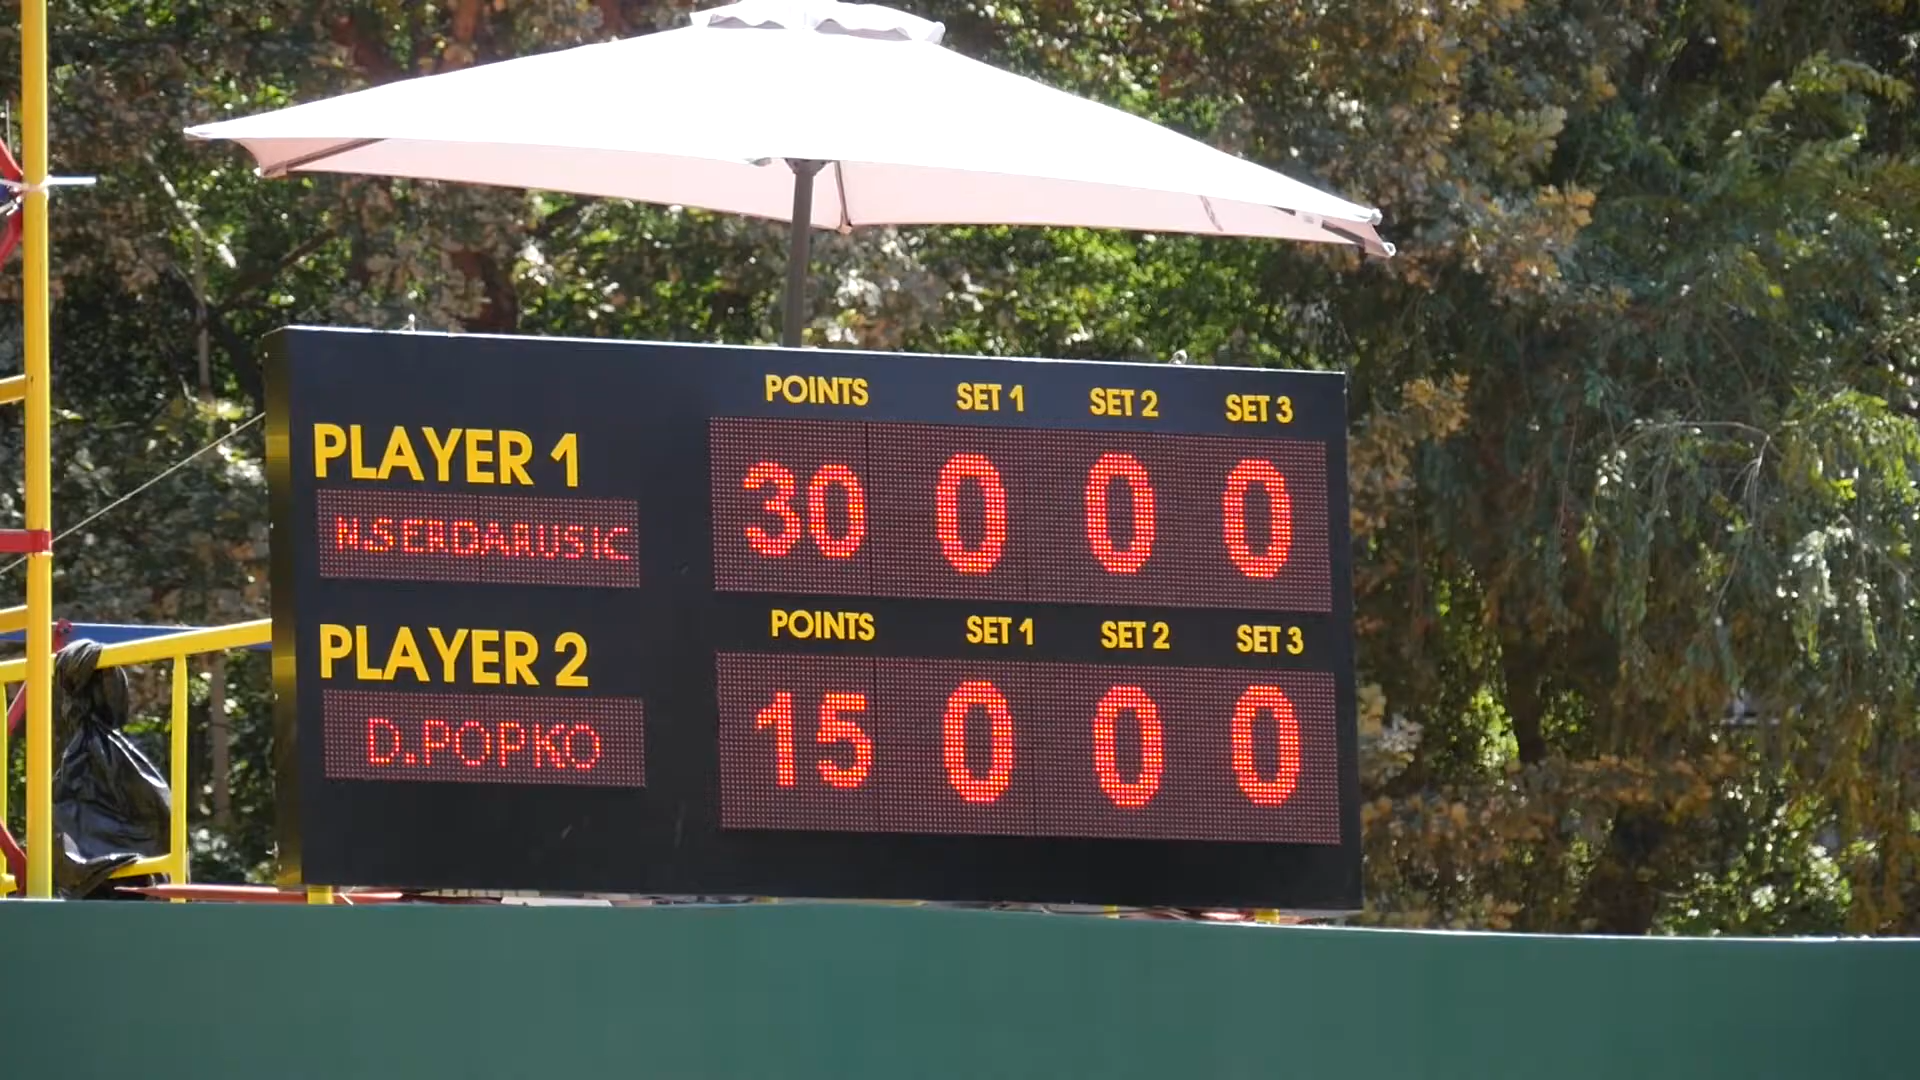 POINTS SET 1 SET 2 SET 3
PLAYER 1
N.SERDARUSIC 30 0 0 0
POINTS SET 1 SET 2 SET 3
PLAYER 2
D.POPKO 15 0 0 0